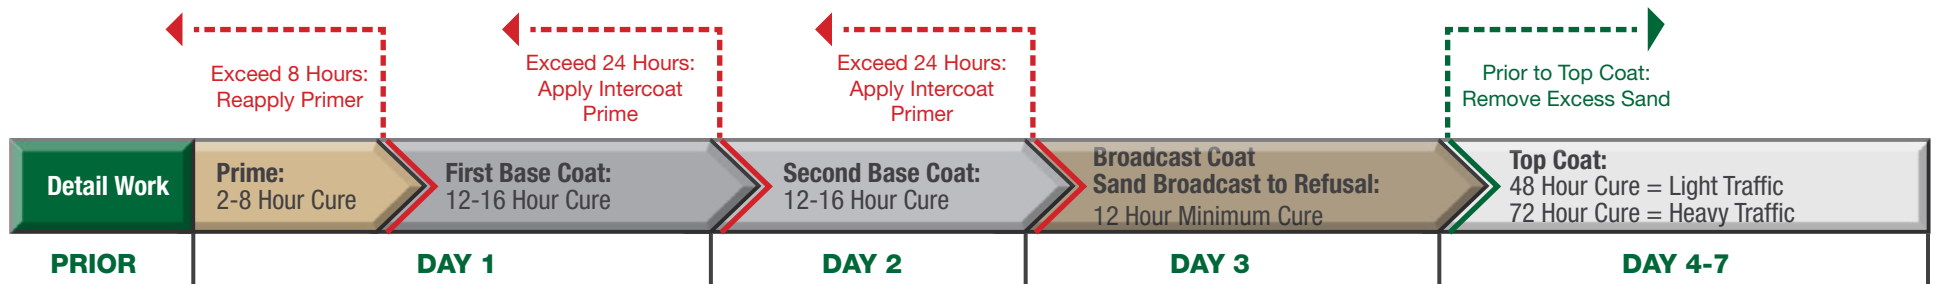 Exceed 8 Hours:
Reapply Primer
Exceed 24 Hours:
Apply Intercoat
Prime
Exceed 24 Hours:
Apply Intercoat
Primer
Prior to Top Coat:
Remove Excess Sand
Detail Work
Prime:
2-8 Hour Cure
First Base Coat:
12-16 Hour Cure
Second Base Coat:
12-16 Hour Cure
Broadcast Coat
Sand Broadcast to Refusal:
12 Hour Minimum Cure
Top Coat:
48 Hour Cure = Light Traffic
72 Hour Cure = Heavy Traffic
PRIOR
DAY 1
DAY 2
DAY 3
DAY 4-7